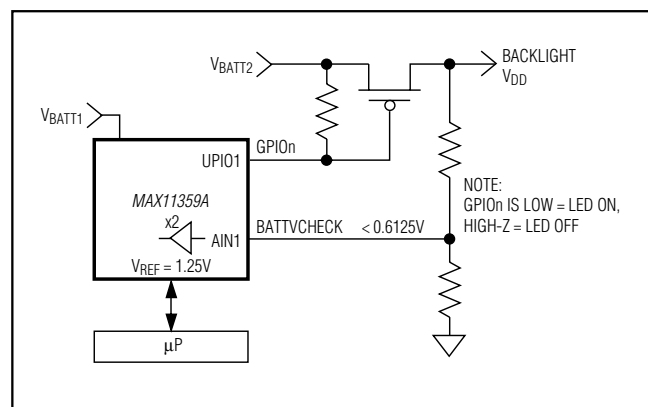 VBATT2
BACKLIGHT
VDD
VBATT1
UPIO1
GPIOn
MAX11359A
x2
AIN1
BATTVCHECK < 0.6125V
VREF = 1.25V
NOTE:
GPIOn IS LOW = LED ON,
HIGH-Z = LED OFF
µP